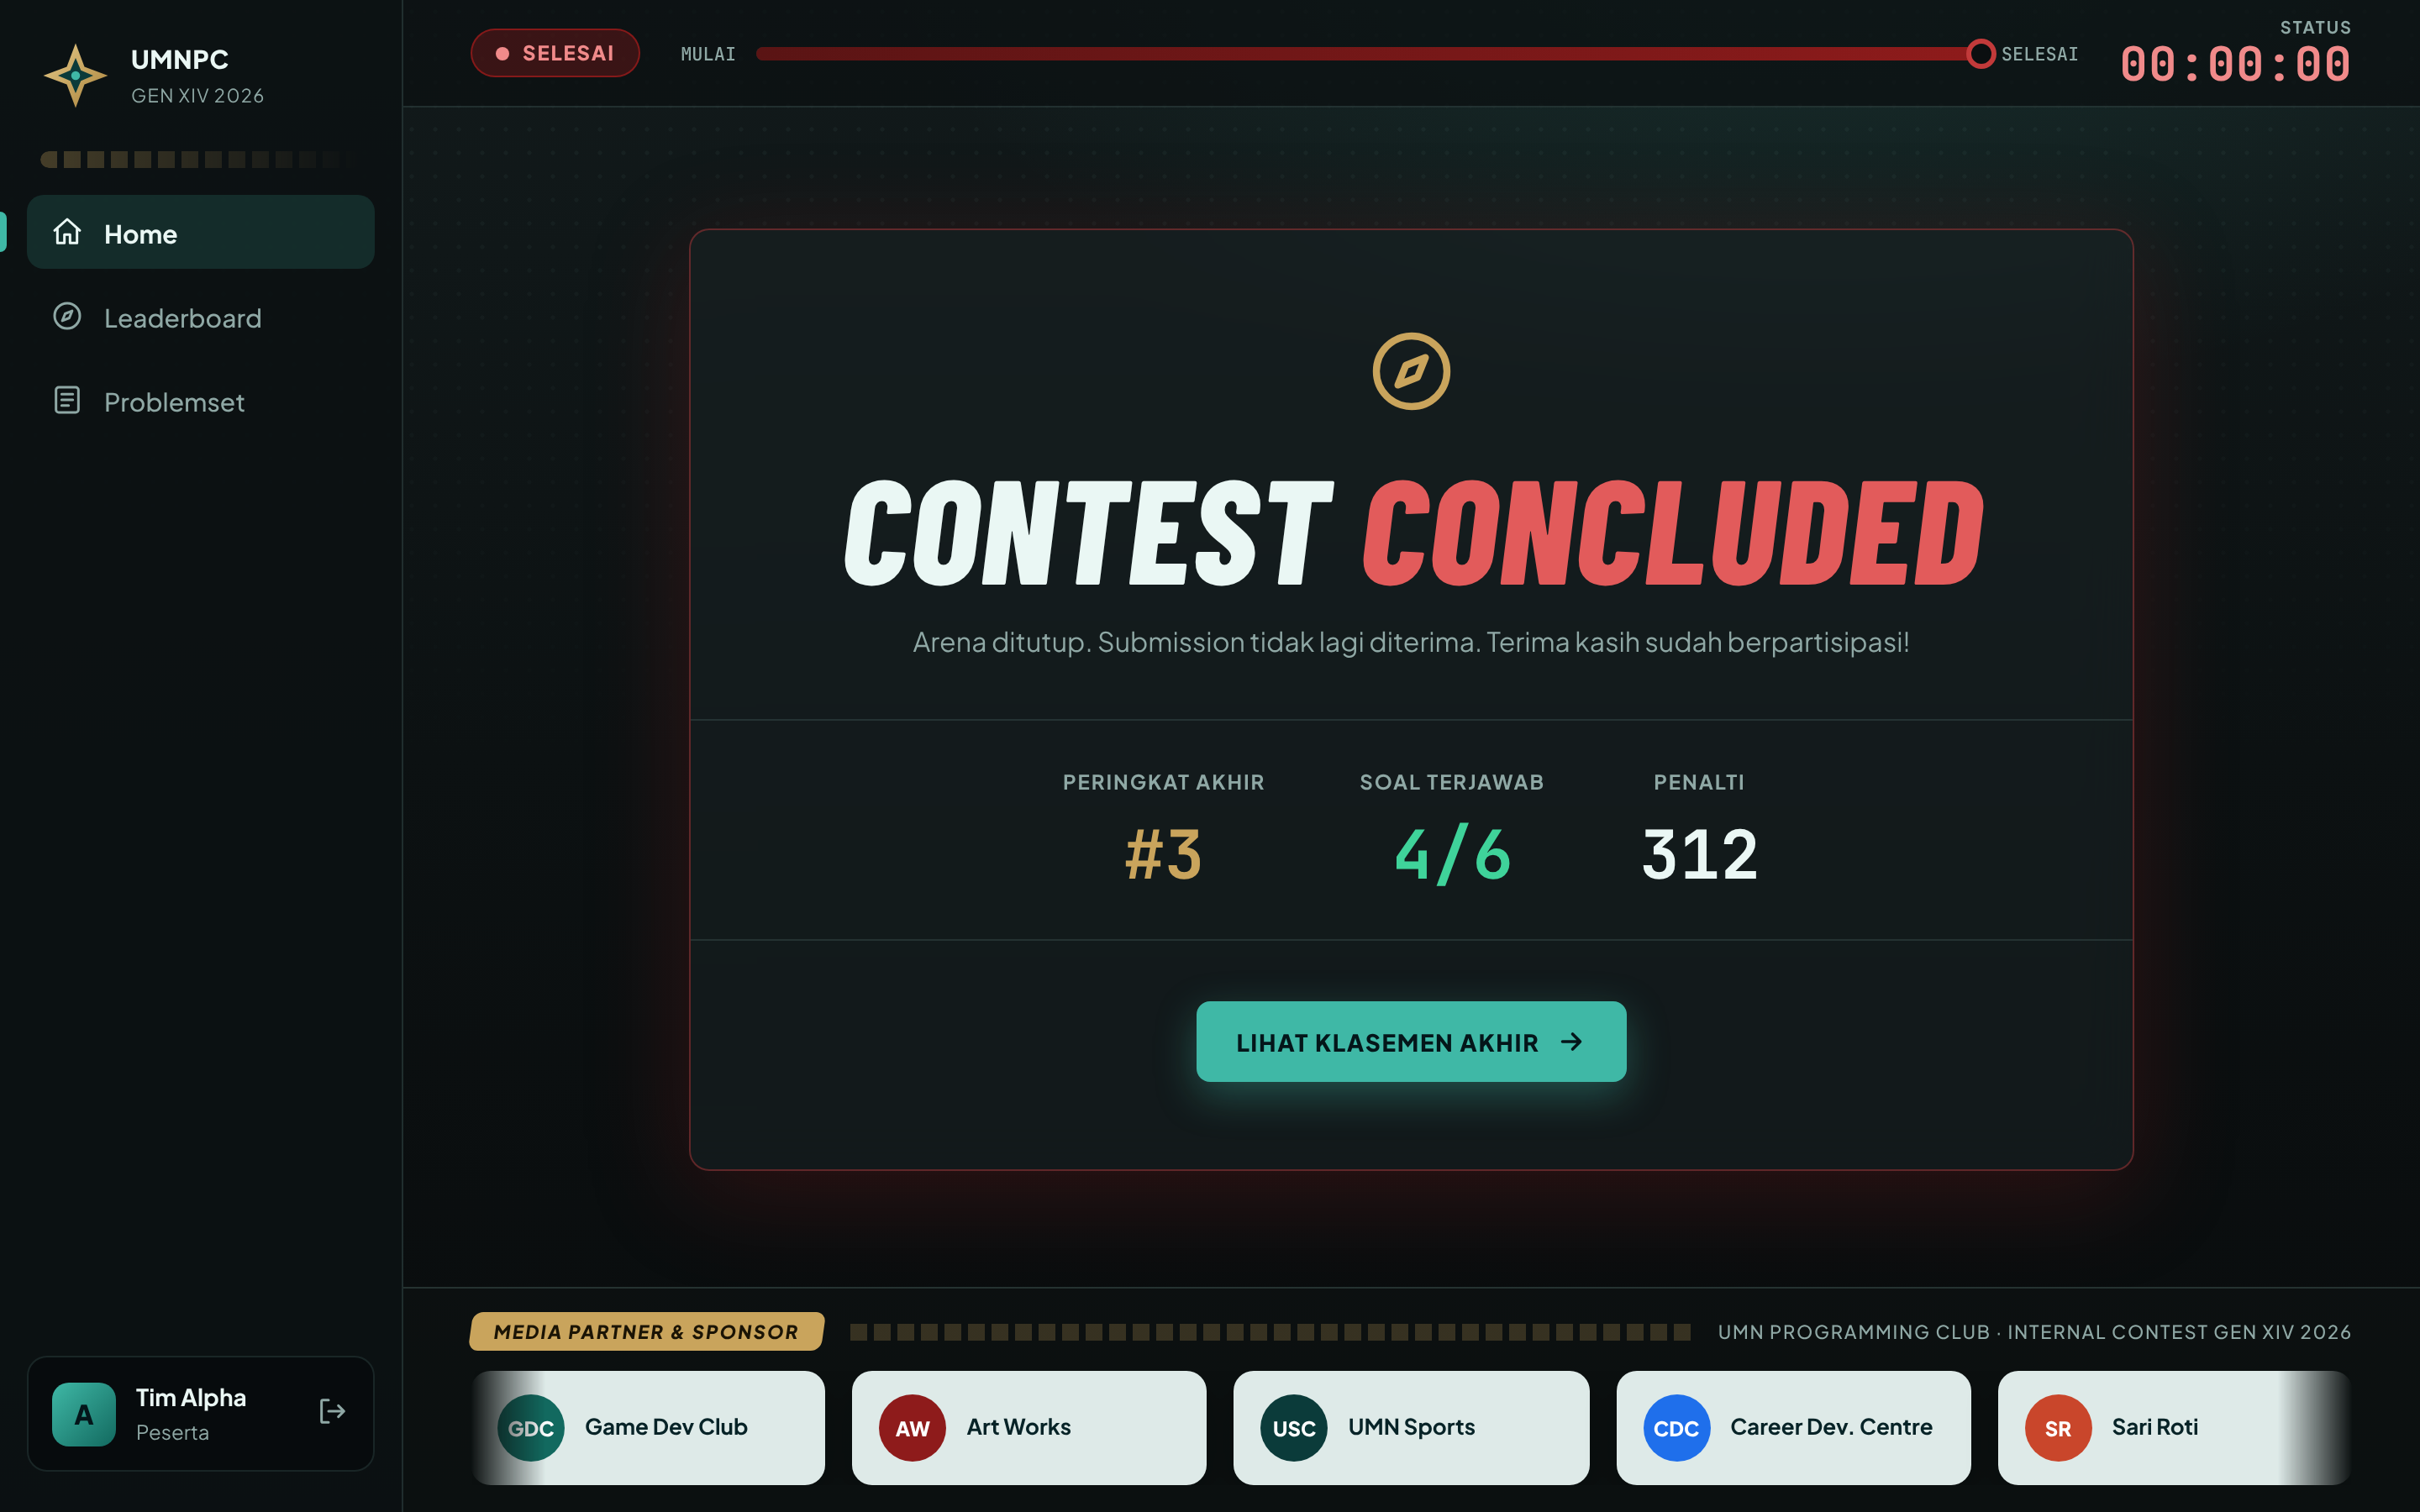 UMNPC
GEN XIV 2026
Home
Leaderboard
Problemset
A
Tim Alpha
Peserta
SELESAI
MULAI
SELESAI
STATUS
00:00:00
CONTEST CONCLUDED
Arena ditutup. Submission tidak lagi diterima. Terima kasih sudah berpartisipasi!
PERINGKAT AKHIR
#3
SOAL TERJAWAB
4/6
PENALTI
312
LIHAT KLASEMEN AKHIR
MEDIA PARTNER & SPONSOR
UMN PROGRAMMING CLUB · INTERNAL CONTEST GEN XIV 2026
GDC Game Dev Club
AW Art Works
USC UMN Sports
CDC Career Dev. Centre
SR Sari Roti